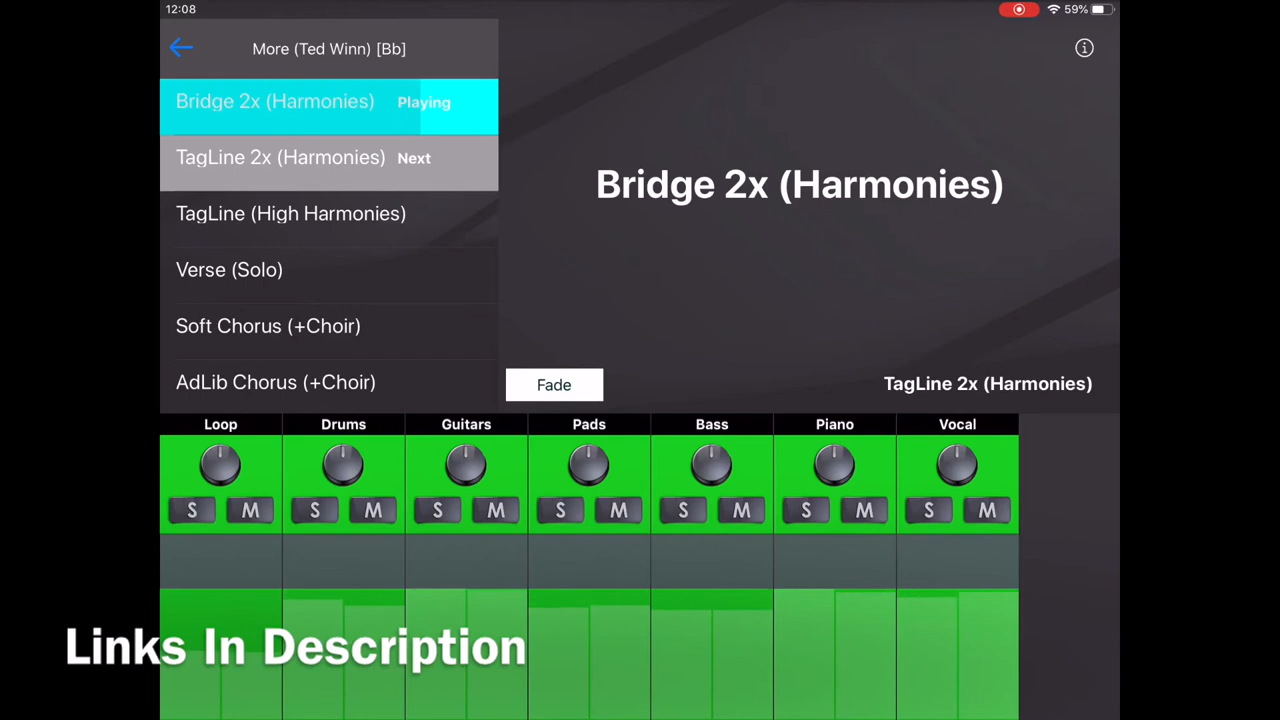 12:08
59%
More (Ted Winn) [Bb]
Bridge 2x (Harmonies) Playing
TagLine 2x (Harmonies) Next
TagLine (High Harmonies)
Verse (Solo)
Soft Chorus (+Choir)
AdLib Chorus (+Choir)
Bridge 2x (Harmonies)
Fade
TagLine 2x (Harmonies)
Loop Drums Guitars Pads Bass Piano Vocal
S M S M S M S M S M S M S M
Links In Description